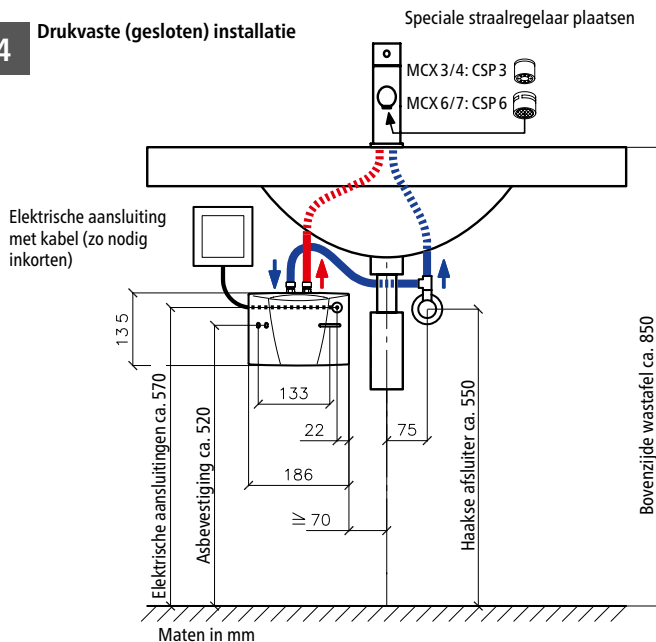 4
Drukvaste (gesloten) installatie
Speciale straalregelaar plaatsen
MCX 3/4: CSP 3
MCX 6/7: CSP 6
Elektrische aansluiting
met kabel (zo nodig
inkorten)
135
133
22
75
186
≥ 70
Elektrische aansluitingen ca. 570
Asbevestiging ca. 520
Haakse afsluiter ca. 550
Bovenzijde wastafel ca. 850
Maten in mm